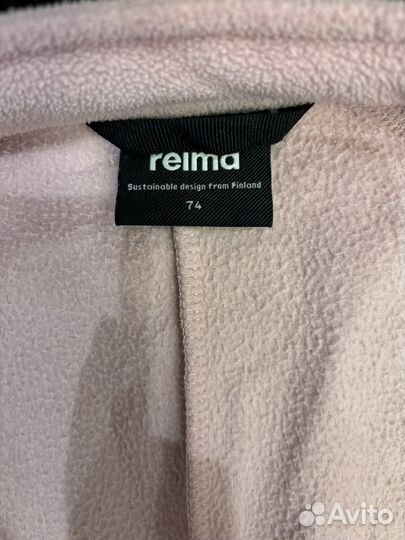 reima
Sustainable design from Finland
74
Avito